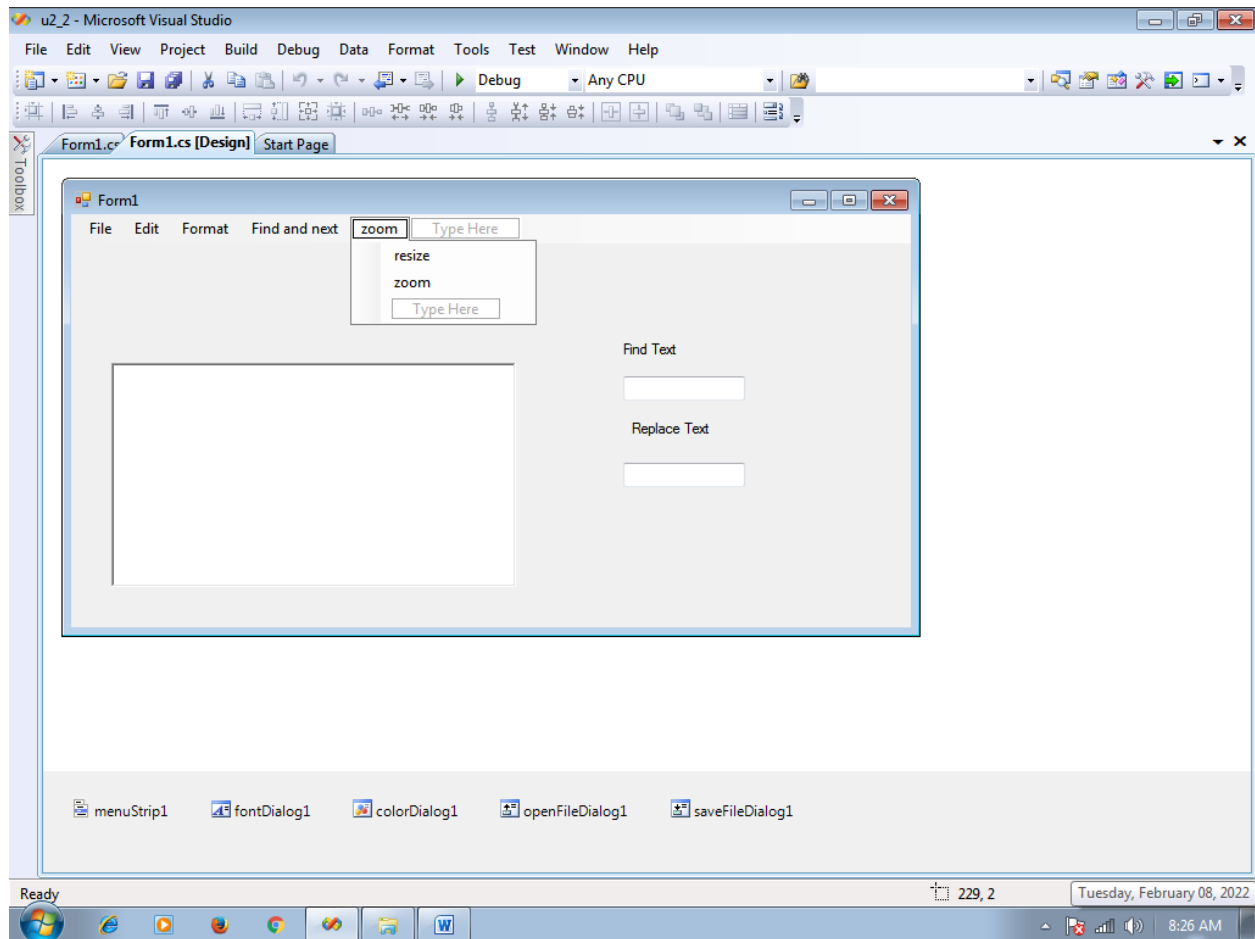 u2_2 - Microsoft Visual Studio
File Edit View Project Build Debug Data Format Tools Test Window Help
Debug Any CPU
Toolbox
Form1.cs Form1.cs [Design] Start Page
Form1
File Edit Format Find and next zoom Type Here
resize
zoom
Type Here
Find Text
Replace Text
menuStrip1 fontDialog1 colorDialog1 openFileDialog1 saveFileDialog1
Ready 229, 2 Tuesday, February 08, 2022
8:26 AM